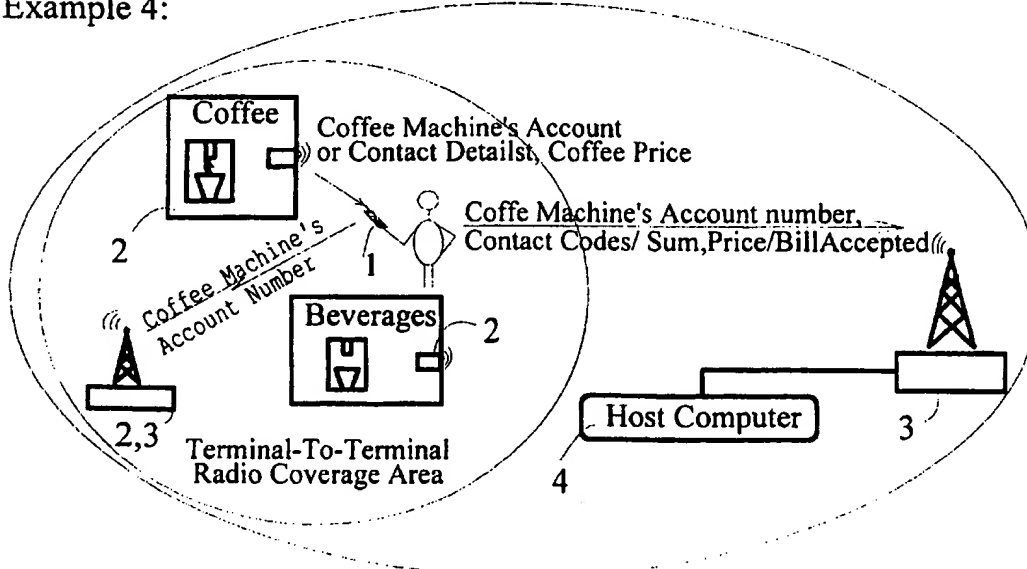 Example 4:
Coffee
Coffee Machine's Account
or Contact Detailst, Coffee Price
2
1
Coffe Machine's Account number,
Contact Codes/ Sum,Price/BillAccepted
Coffee Machine's
Account Number
Beverages
2
2,3
Terminal-To-Terminal
Radio Coverage Area
Host Computer
4
3